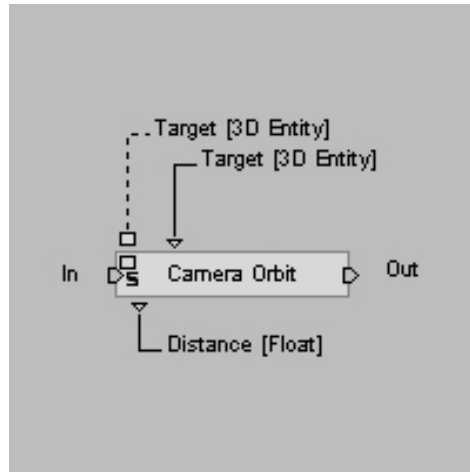 Target [3D Entity]
Target [3D Entity]
In
S
Camera Orbit
Out
Distance [Float]